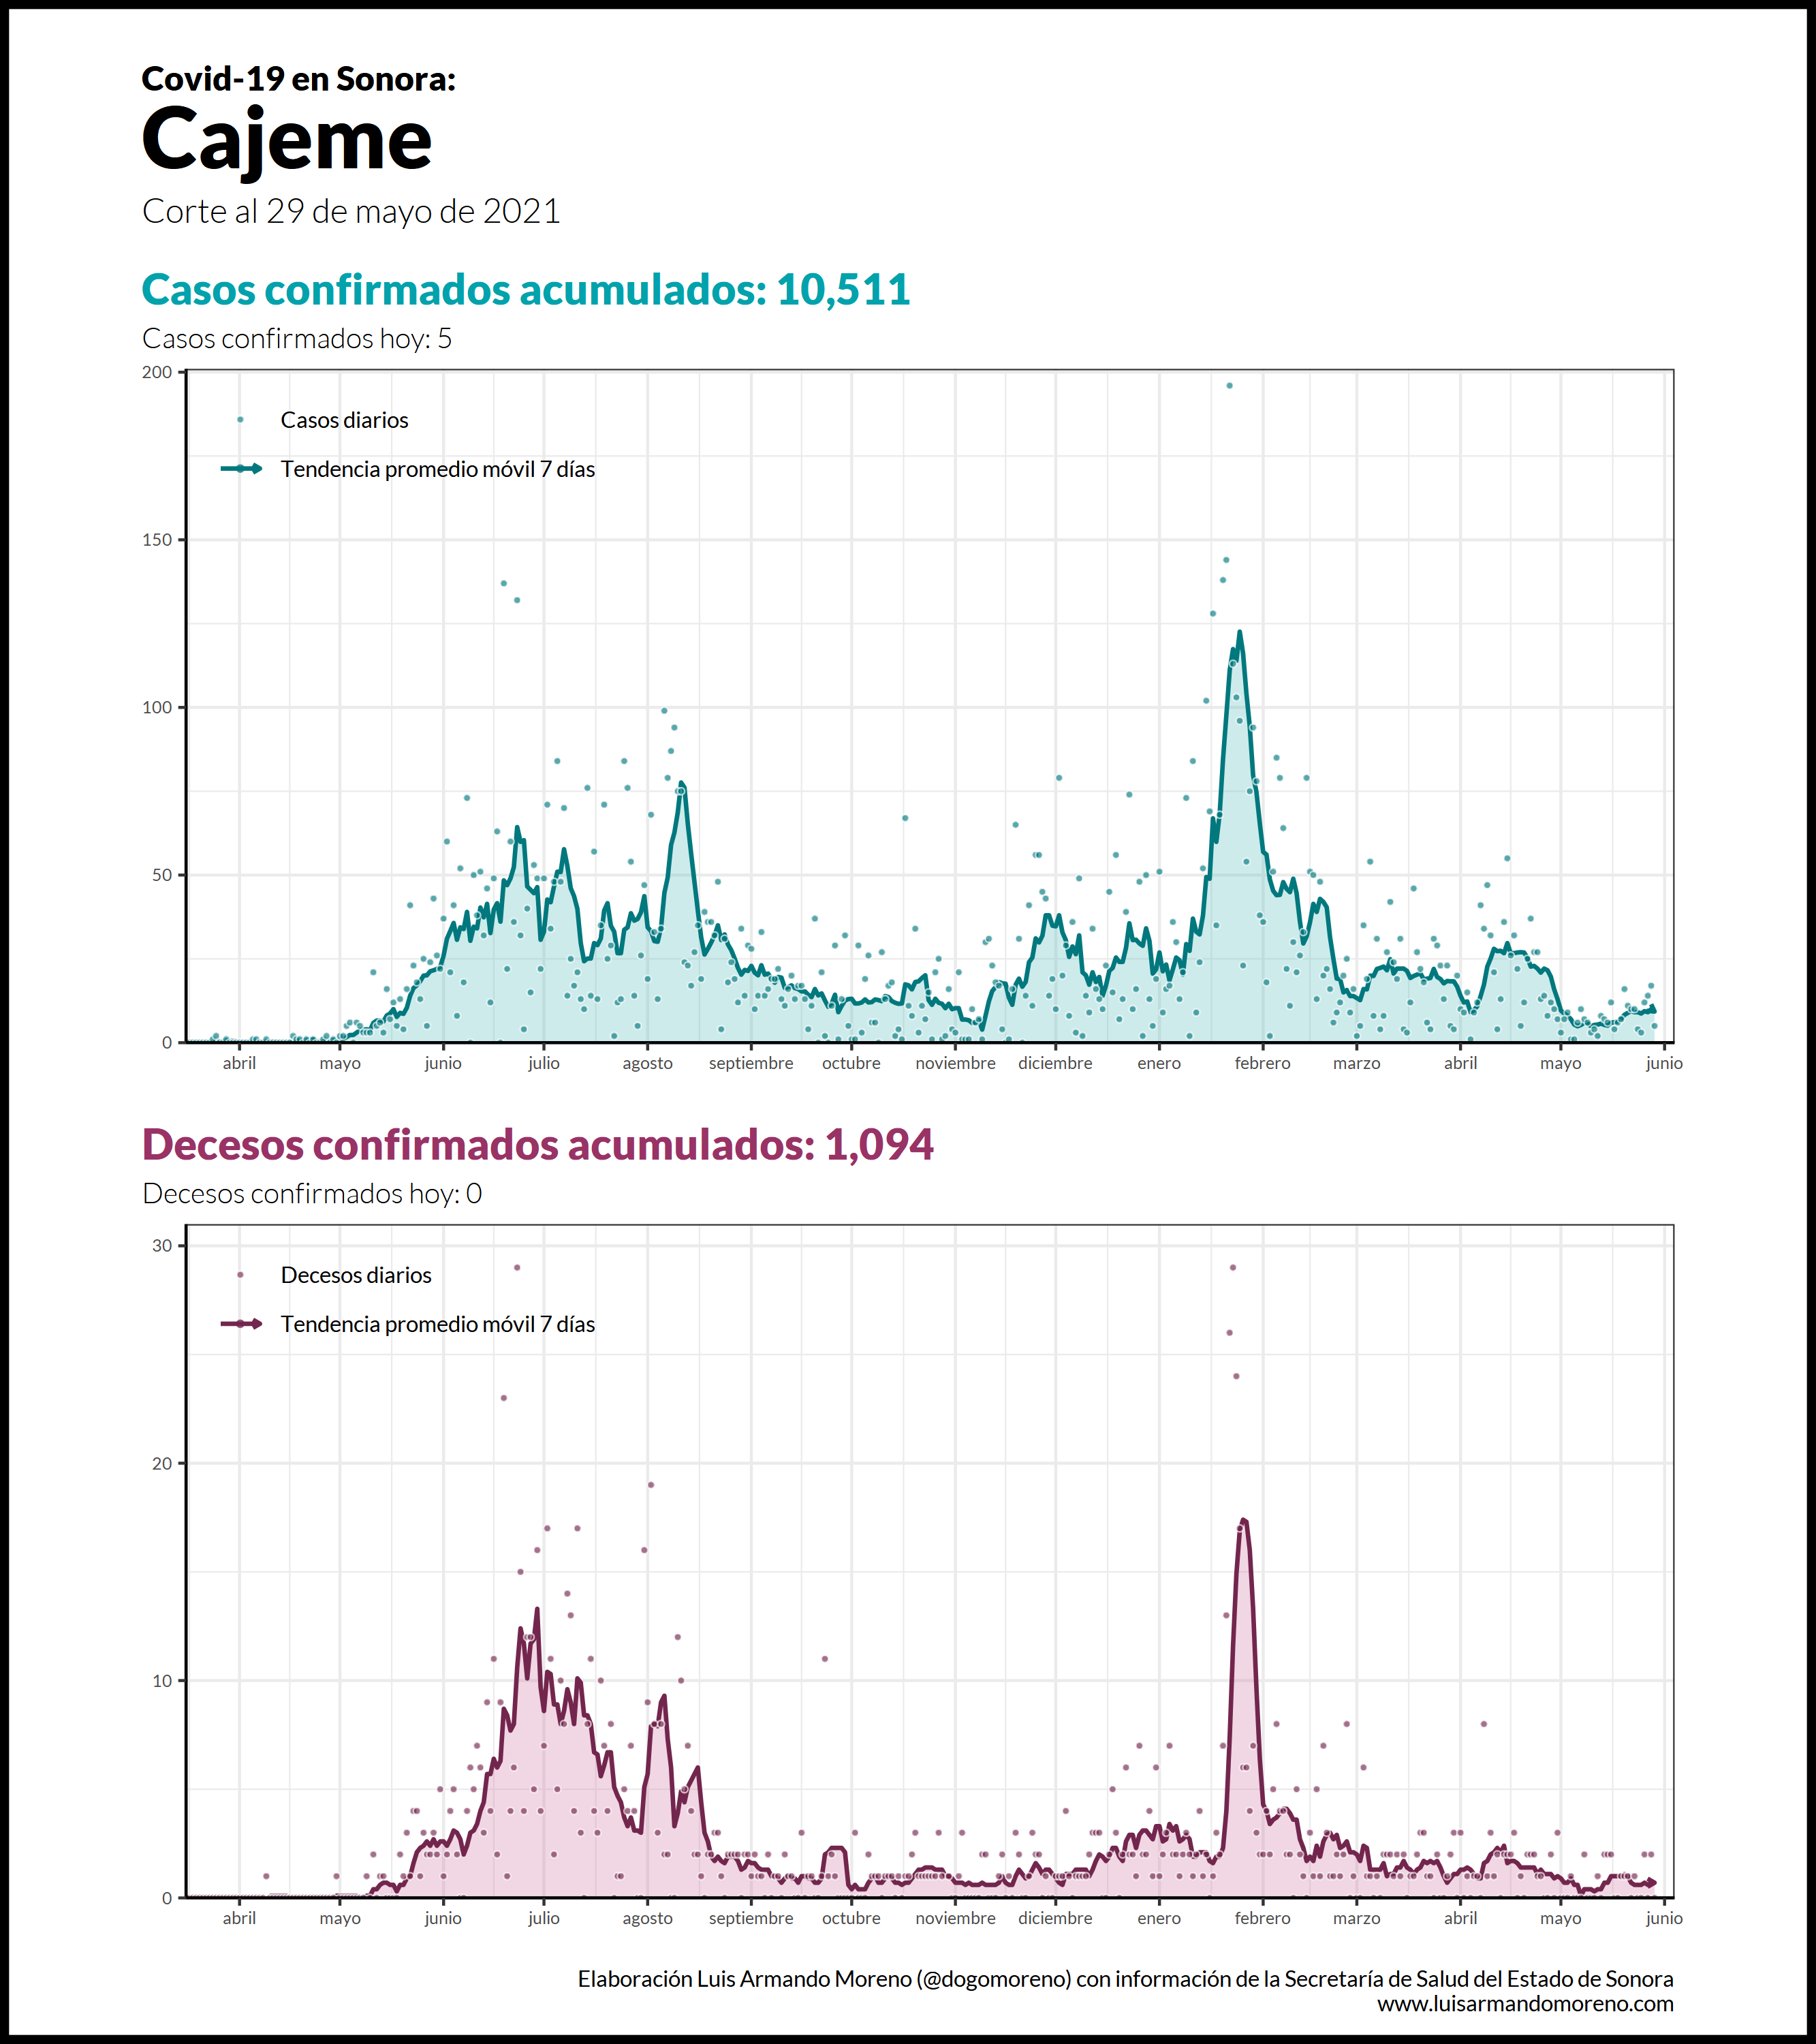 Covid-19 en Sonora:
Cajeme
Corte al 29 de mayo de 2021
Casos confirmados acumulados: 10,511
Casos confirmados hoy: 5
200
150
100
50
0
Casos diarios
Tendencia promedio móvil 7 días
abril mayo junio julio agosto septiembre octubre noviembre diciembre enero febrero marzo abril mayo junio
Decesos confirmados acumulados: 1,094
Decesos confirmados hoy: 0
30
20
10
0
Decesos diarios
Tendencia promedio móvil 7 días
abril mayo junio julio agosto septiembre octubre noviembre diciembre enero febrero marzo abril mayo junio
Elaboración Luis Armando Moreno (@dogomoreno) con información de la Secretaría de Salud del Estado de Sonora
www.luisarmandomoreno.com